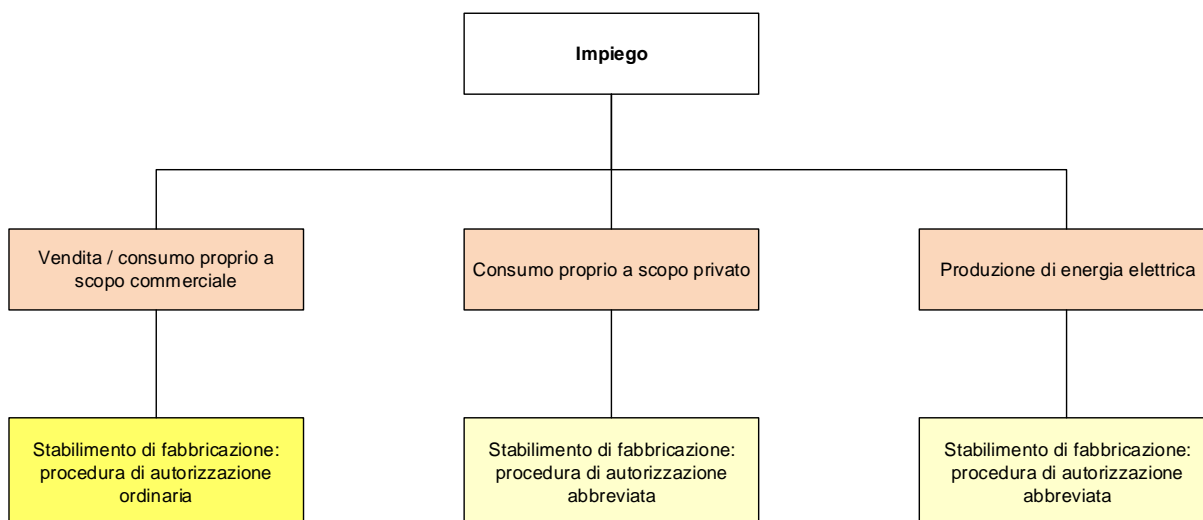 Impiego
Vendita / consumo proprio a
scopo commerciale
Consumo proprio a scopo privato
Produzione di energia elettrica
Stabilimento di fabbricazione:
procedura di autorizzazione
ordinaria
Stabilimento di fabbricazione:
procedura di autorizzazione
abbreviata
Stabilimento di fabbricazione:
procedura di autorizzazione
abbreviata